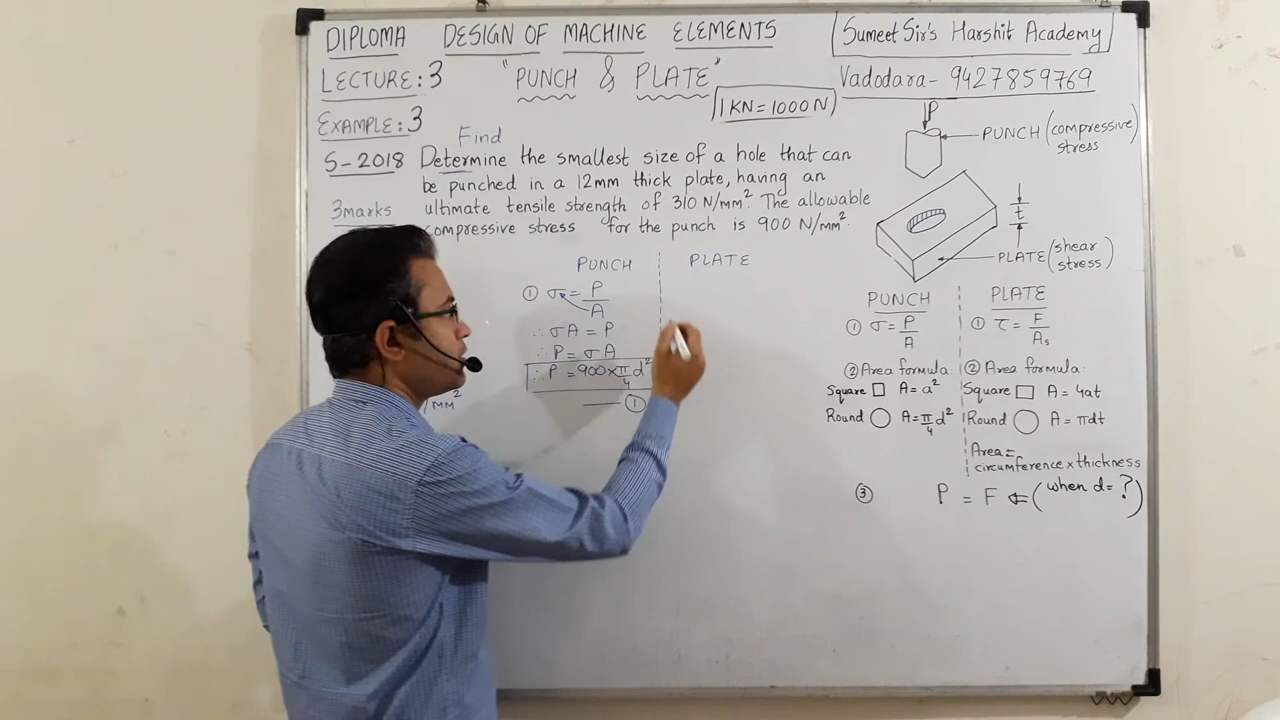 DIPLOMA DESIGN OF MACHINE ELEMENTS
Sumeet Sir's Harshit Academy
LECTURE:3 "PUNCH & PLATE"
Vadodara- 9427859769
1 KN = 1000 N
EXAMPLE:3
Find
S-2018 Determine the smallest size of a hole that can
be punched in a 12mm thick plate, having an
3marks ultimate tensile strength of 310 N/mm². The allowable
compressive stress for the punch is 900 N/mm².
P
PUNCH (compressive
stress)
t
PLATE (shear
stress)
PUNCH PLATE
① σ = P/A
∴ σA = P
∴ P = σA
∴ P = 900 × π/4 d²
①
/mm²
PUNCH PLATE
① σ = P/A ① τ = F/As
② Area formula: ② Area formula:
Square □ A = a² Square □ A = 4at
Round ◯ A = π/4 d² Round ◯ A = πdt
Area =
circumference × thickness
③ P = F ⇐ (when d = ?)